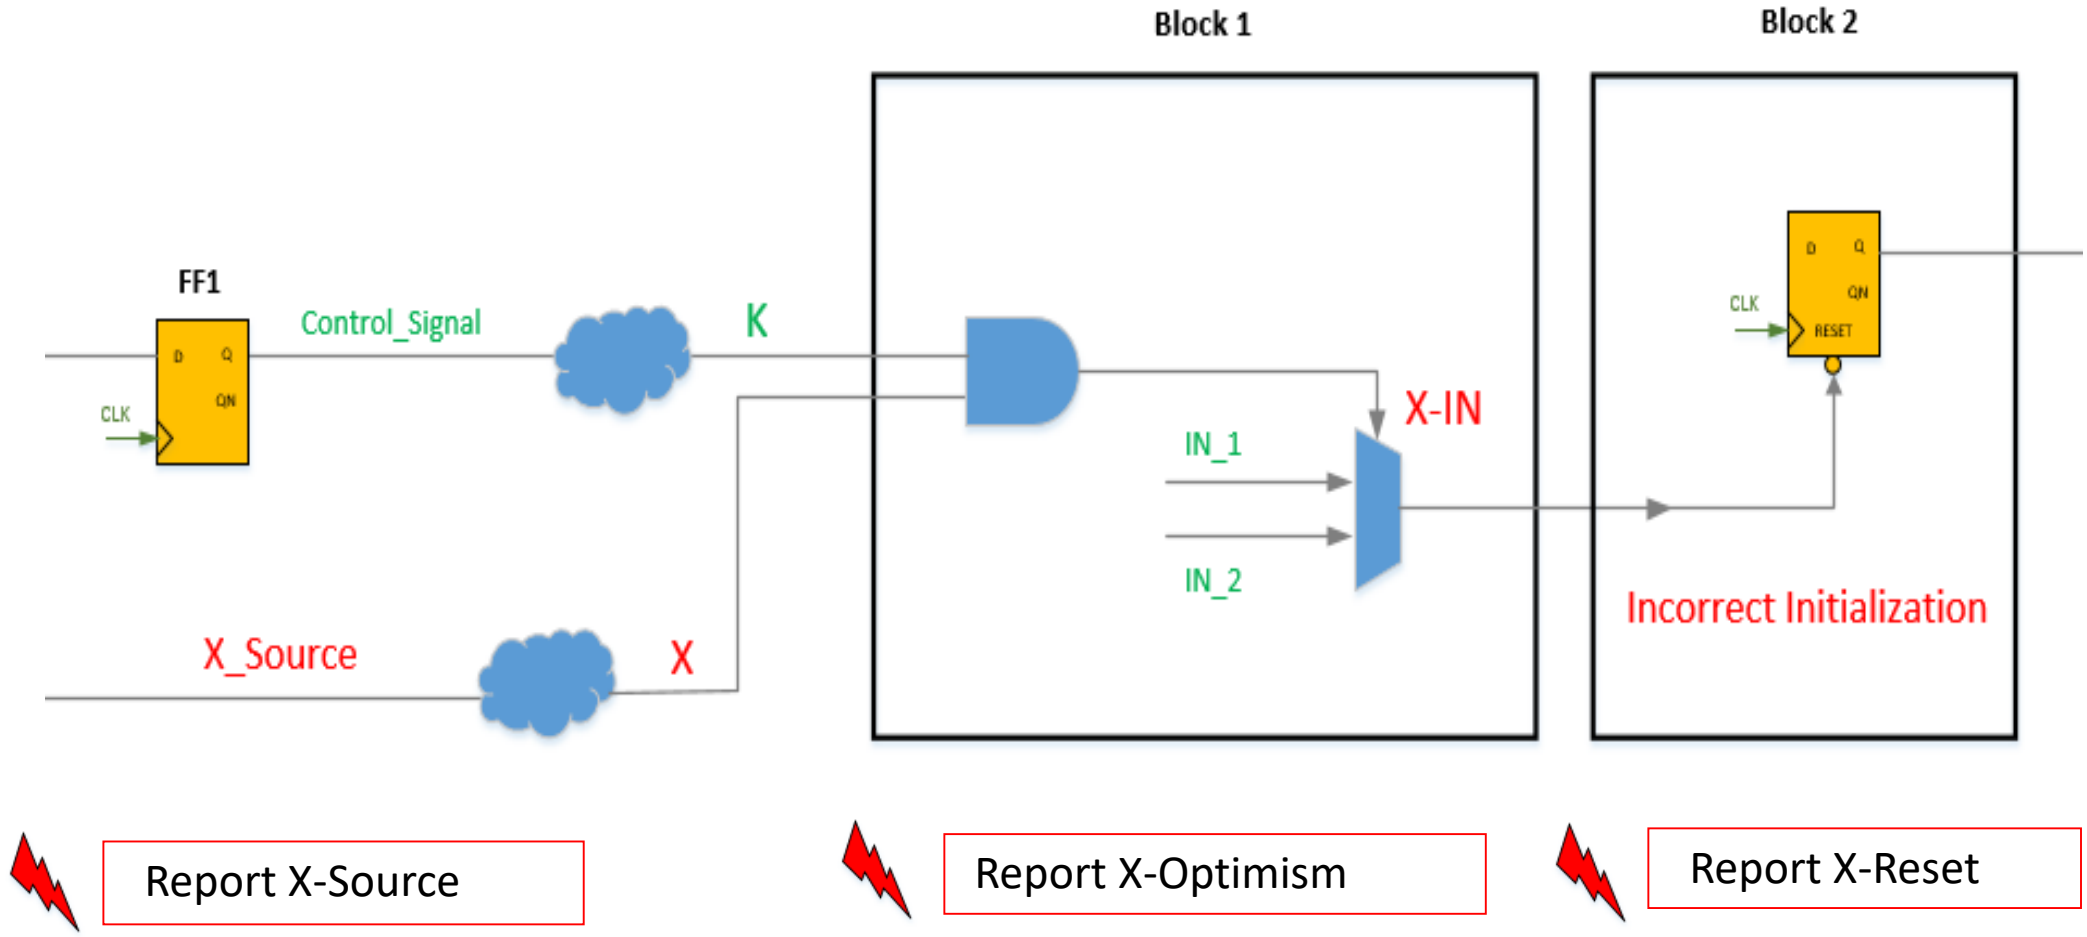 Block 1
Block 2
FF1
Control_Signal
K
D Q
QN
CLK
X_Source
X
X-IN
IN_1
IN_2
D Q
QN
CLK
RESET
Incorrect Initialization
Report X-Source
Report X-Optimism
Report X-Reset